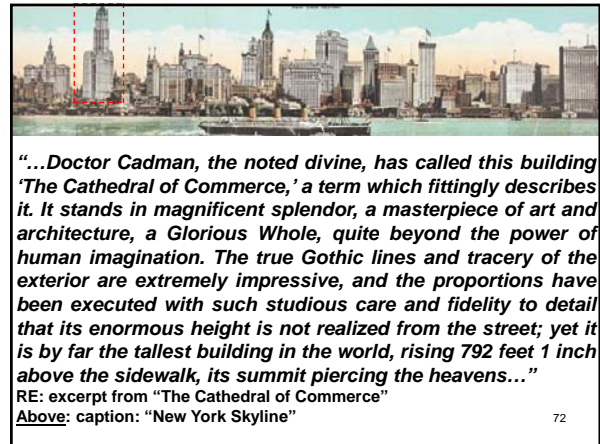 “…Doctor Cadman, the noted divine, has called this building
‘The Cathedral of Commerce,’ a term which fittingly describes
it. It stands in magnificent splendor, a masterpiece of art and
architecture, a Glorious Whole, quite beyond the power of
human imagination. The true Gothic lines and tracery of the
exterior are extremely impressive, and the proportions have
been executed with such studious care and fidelity to detail
that its enormous height is not realized from the street; yet it
is by far the tallest building in the world, rising 792 feet 1 inch
above the sidewalk, its summit piercing the heavens…”
RE: excerpt from “The Cathedral of Commerce”
Above: caption: “New York Skyline”
72